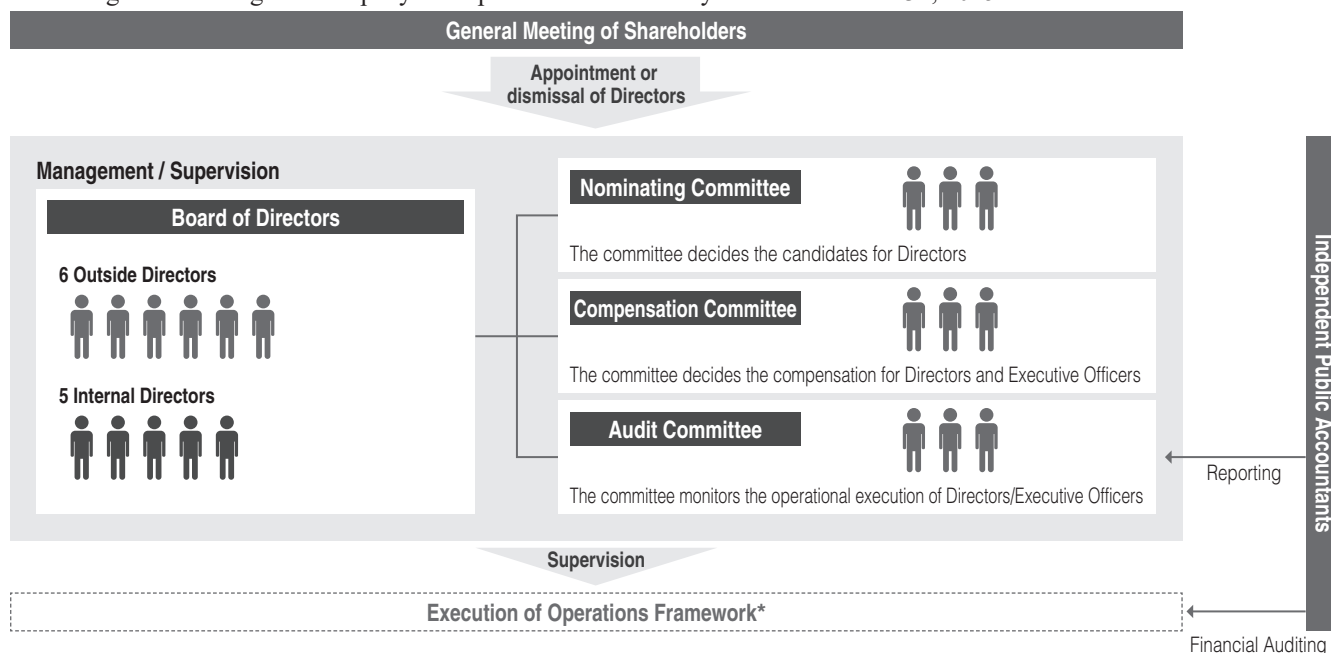 General Meeting of Shareholders
Appointment or
dismissal of Directors
Management / Supervision
Board of Directors
6 Outside Directors
5 Internal Directors
Nominating Committee
The committee decides the candidates for Directors
Compensation Committee
The committee decides the compensation for Directors and Executive Officers
Audit Committee
The committee monitors the operational execution of Directors/Executive Officers
Independent Public Accountants
Reporting
Supervision
Execution of Operations Framework*
Financial Auditing